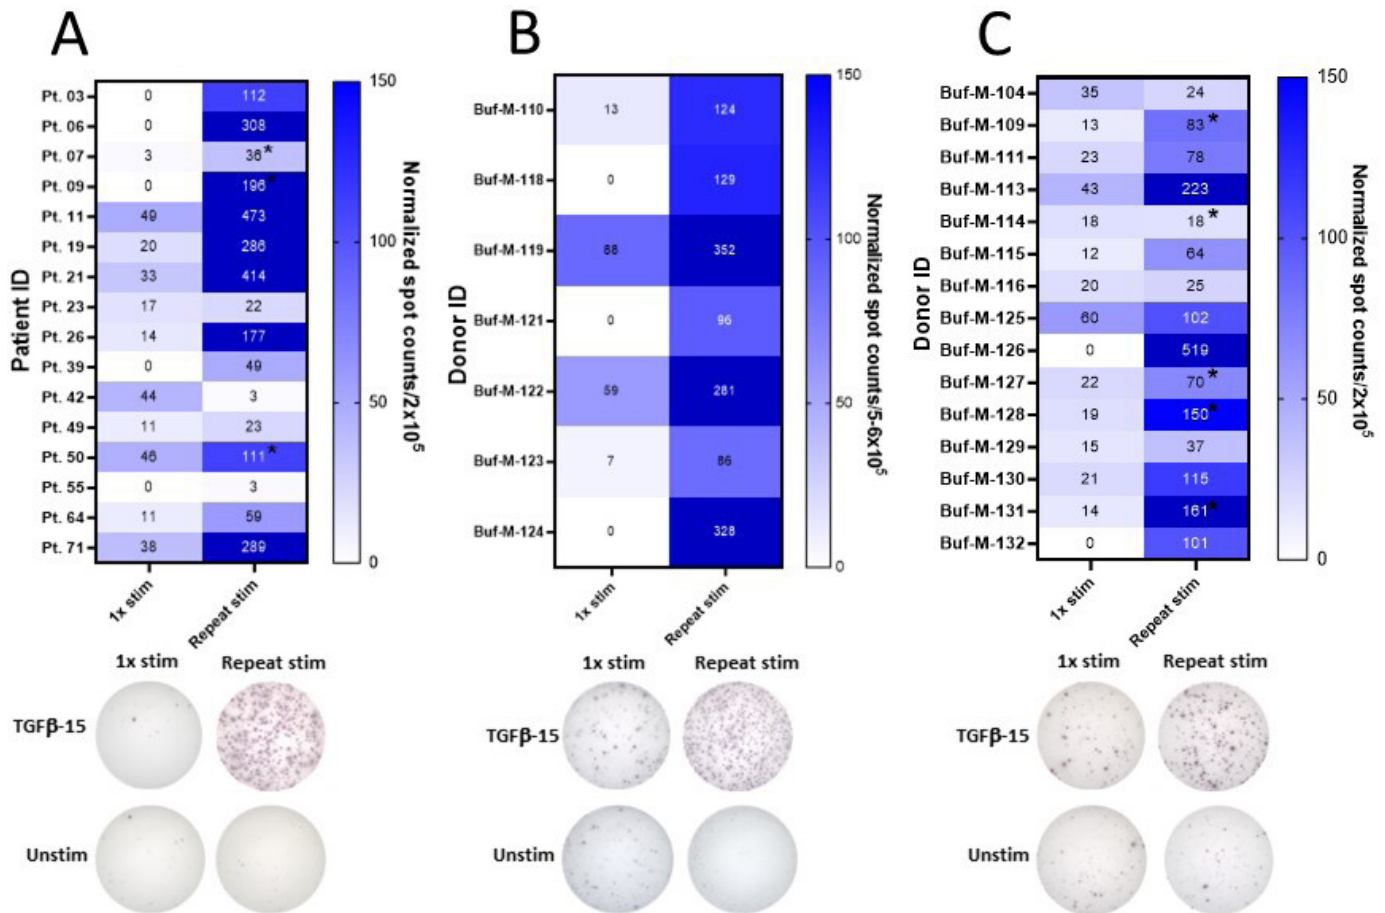 A
Patient ID
Pt. 03 0 112
Pt. 06 0 308
Pt. 07 3 36*
Pt. 09 0 196*
Pt. 11 49 473
Pt. 19 20 286
Pt. 21 33 414
Pt. 23 17 22
Pt. 26 14 177
Pt. 39 0 49
Pt. 42 44 3
Pt. 49 11 23
Pt. 50 46 111*
Pt. 55 0 3
Pt. 64 11 59
Pt. 71 38 289
1x stim Repeat stim
150
100
50
0
Normalized spot counts/2x10⁵
1x stim Repeat stim
TGFβ-15
Unstim
B
Donor ID
Buf-M-110 13 124
Buf-M-118 0 129
Buf-M-119 88 352
Buf-M-121 0 96
Buf-M-122 59 281
Buf-M-123 7 86
Buf-M-124 0 328
1x stim Repeat stim
150
100
50
0
Normalized spot counts/5-6x10⁵
1x stim Repeat stim
TGFβ-15
Unstim
C
Donor ID
Buf-M-104 35 24
Buf-M-109 13 83*
Buf-M-111 23 78
Buf-M-113 43 223
Buf-M-114 18 18*
Buf-M-115 12 64
Buf-M-116 20 25
Buf-M-125 60 102
Buf-M-126 0 519
Buf-M-127 22 70*
Buf-M-128 19 150*
Buf-M-129 15 37
Buf-M-130 21 115
Buf-M-131 14 161*
Buf-M-132 0 101
1x stim Repeat stim
150
100
50
0
Normalized spot counts/2x10⁵
1x stim Repeat stim
TGFβ-15
Unstim